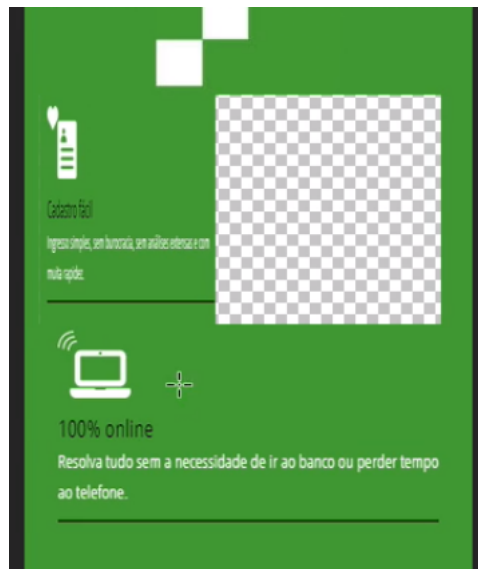 Cadastro fácil
Ingresso simples, sem burocracia, sem análises extensas e com
muita rapidez.
100% online
Resolva tudo sem a necessidade de ir ao banco ou perder tempo
ao telefone.